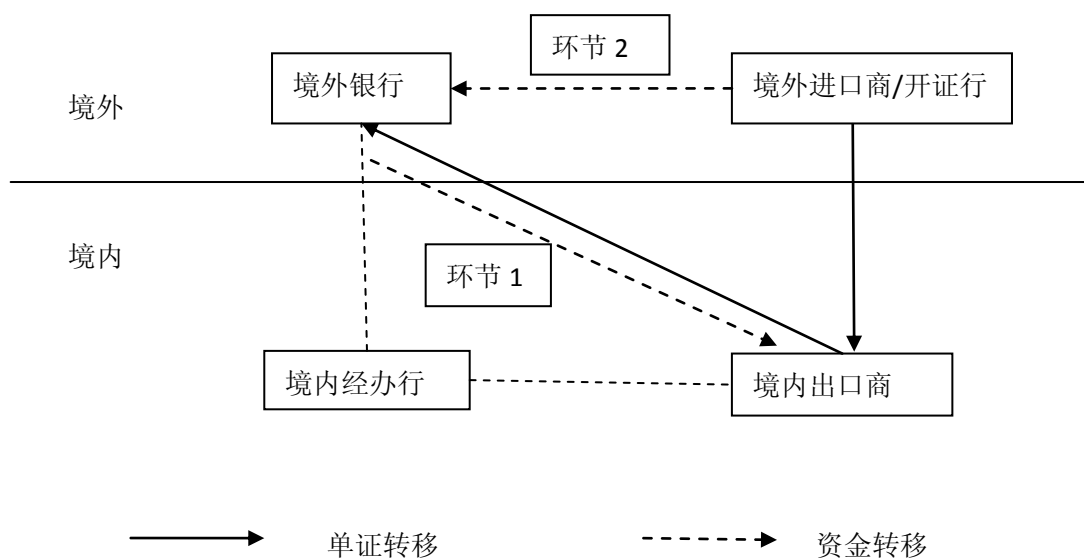 环节 2
境外银行
境外进口商/开证行
境外
境内
环节 1
境内经办行
境内出口商
单证转移
资金转移